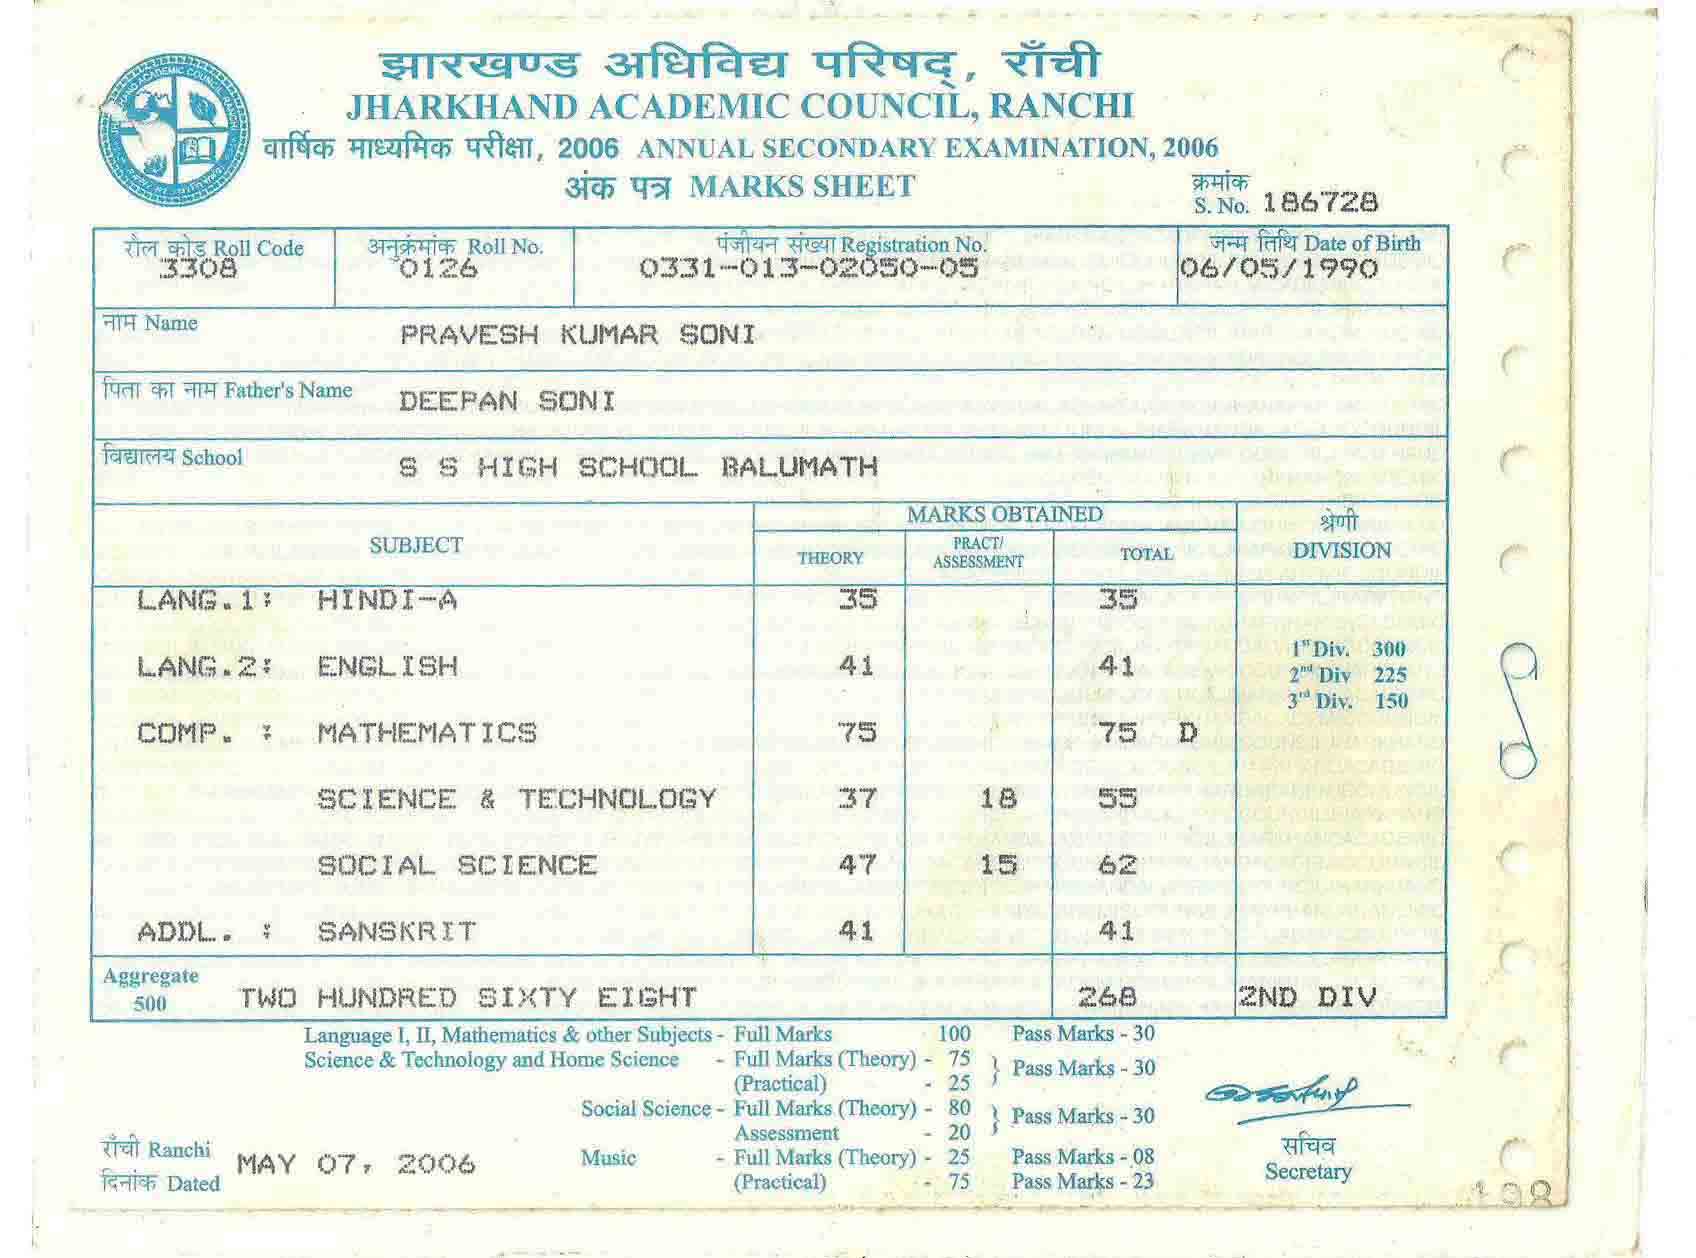 झारखण्ड अधिविद्य परिषद्, राँची
JHARKHAND ACADEMIC COUNCIL, RANCHI
वार्षिक माध्यमिक परीक्षा, 2006 ANNUAL SECONDARY EXAMINATION, 2006
अंक पत्र MARKS SHEET
क्रमांक
S. No. 186728
रौल कोड Roll Code अनुक्रंमांक Roll No. पंजीयन संख्या Registration No. जन्म तिथि Date of Birth
3308 0126 0331-013-02050-05 06/05/1990
नाम Name PRAVESH KUMAR SONI
पिता का नाम Father's Name DEEPAN SONI
विद्यालय School S S HIGH SCHOOL BALUMATH
SUBJECT MARKS OBTAINED श्रेणी DIVISION
THEORY PRACT/ ASSESSMENT TOTAL
LANG.1: HINDI-A 35 35
1st Div. 300
LANG.2: ENGLISH 41 41
2nd Div 225
3rd Div. 150
COMP. : MATHEMATICS 75 75 D
SCIENCE & TECHNOLOGY 37 18 55
SOCIAL SCIENCE 47 15 62
ADDL. : SANSKRIT 41 41
Aggregate
500 TWO HUNDRED SIXTY EIGHT 268 2ND DIV
Language I, II, Mathematics & other Subjects - Full Marks 100 Pass Marks - 30
Science & Technology and Home Science - Full Marks (Theory) - 75 } Pass Marks - 30
(Practical) - 25
Social Science - Full Marks (Theory) - 80 } Pass Marks - 30
Assessment - 20
Music - Full Marks (Theory) - 25 Pass Marks - 08
(Practical) - 75 Pass Marks - 23
राँची Ranchi
दिनांक Dated MAY 07, 2006
सचिव
Secretary
198